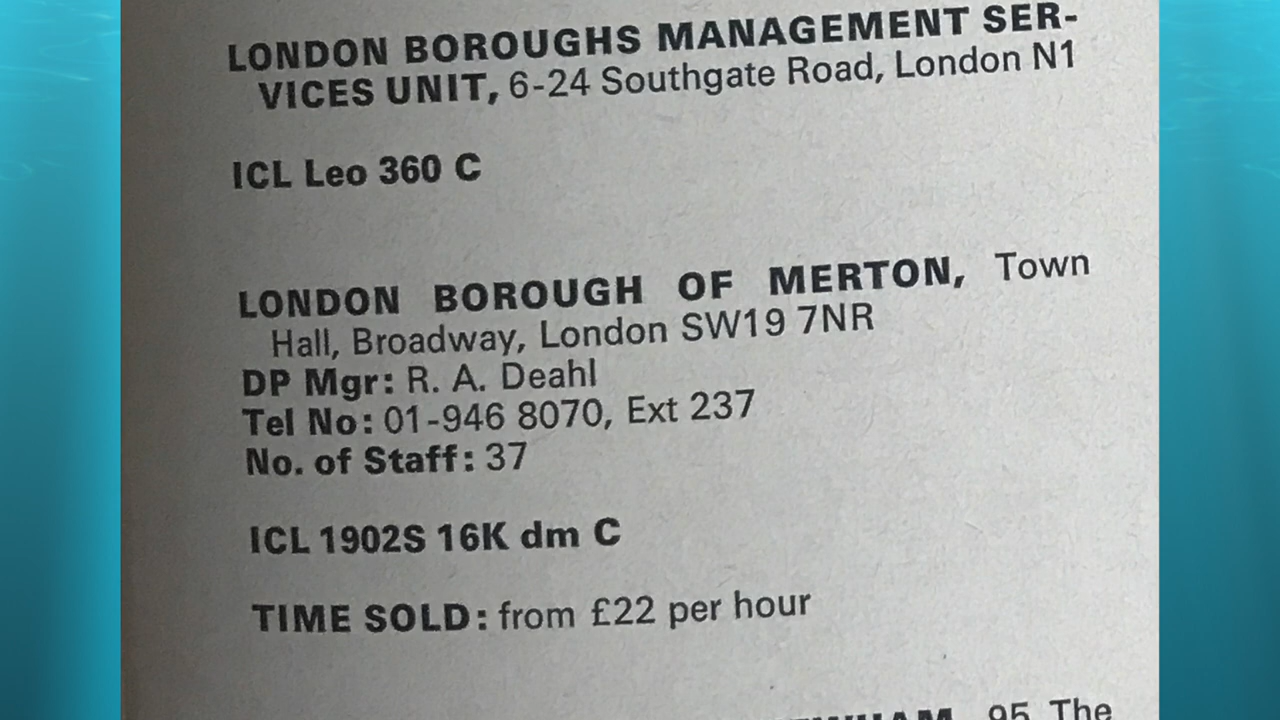 LONDON BOROUGHS MANAGEMENT SER-
VICES UNIT, 6-24 Southgate Road, London N1
ICL Leo 360 C
LONDON BOROUGH OF MERTON, Town
Hall, Broadway, London SW19 7NR
DP Mgr: R. A. Deahl
Tel No: 01-946 8070, Ext 237
No. of Staff: 37
ICL 1902S 16K dm C
TIME SOLD: from £22 per hour
95 The